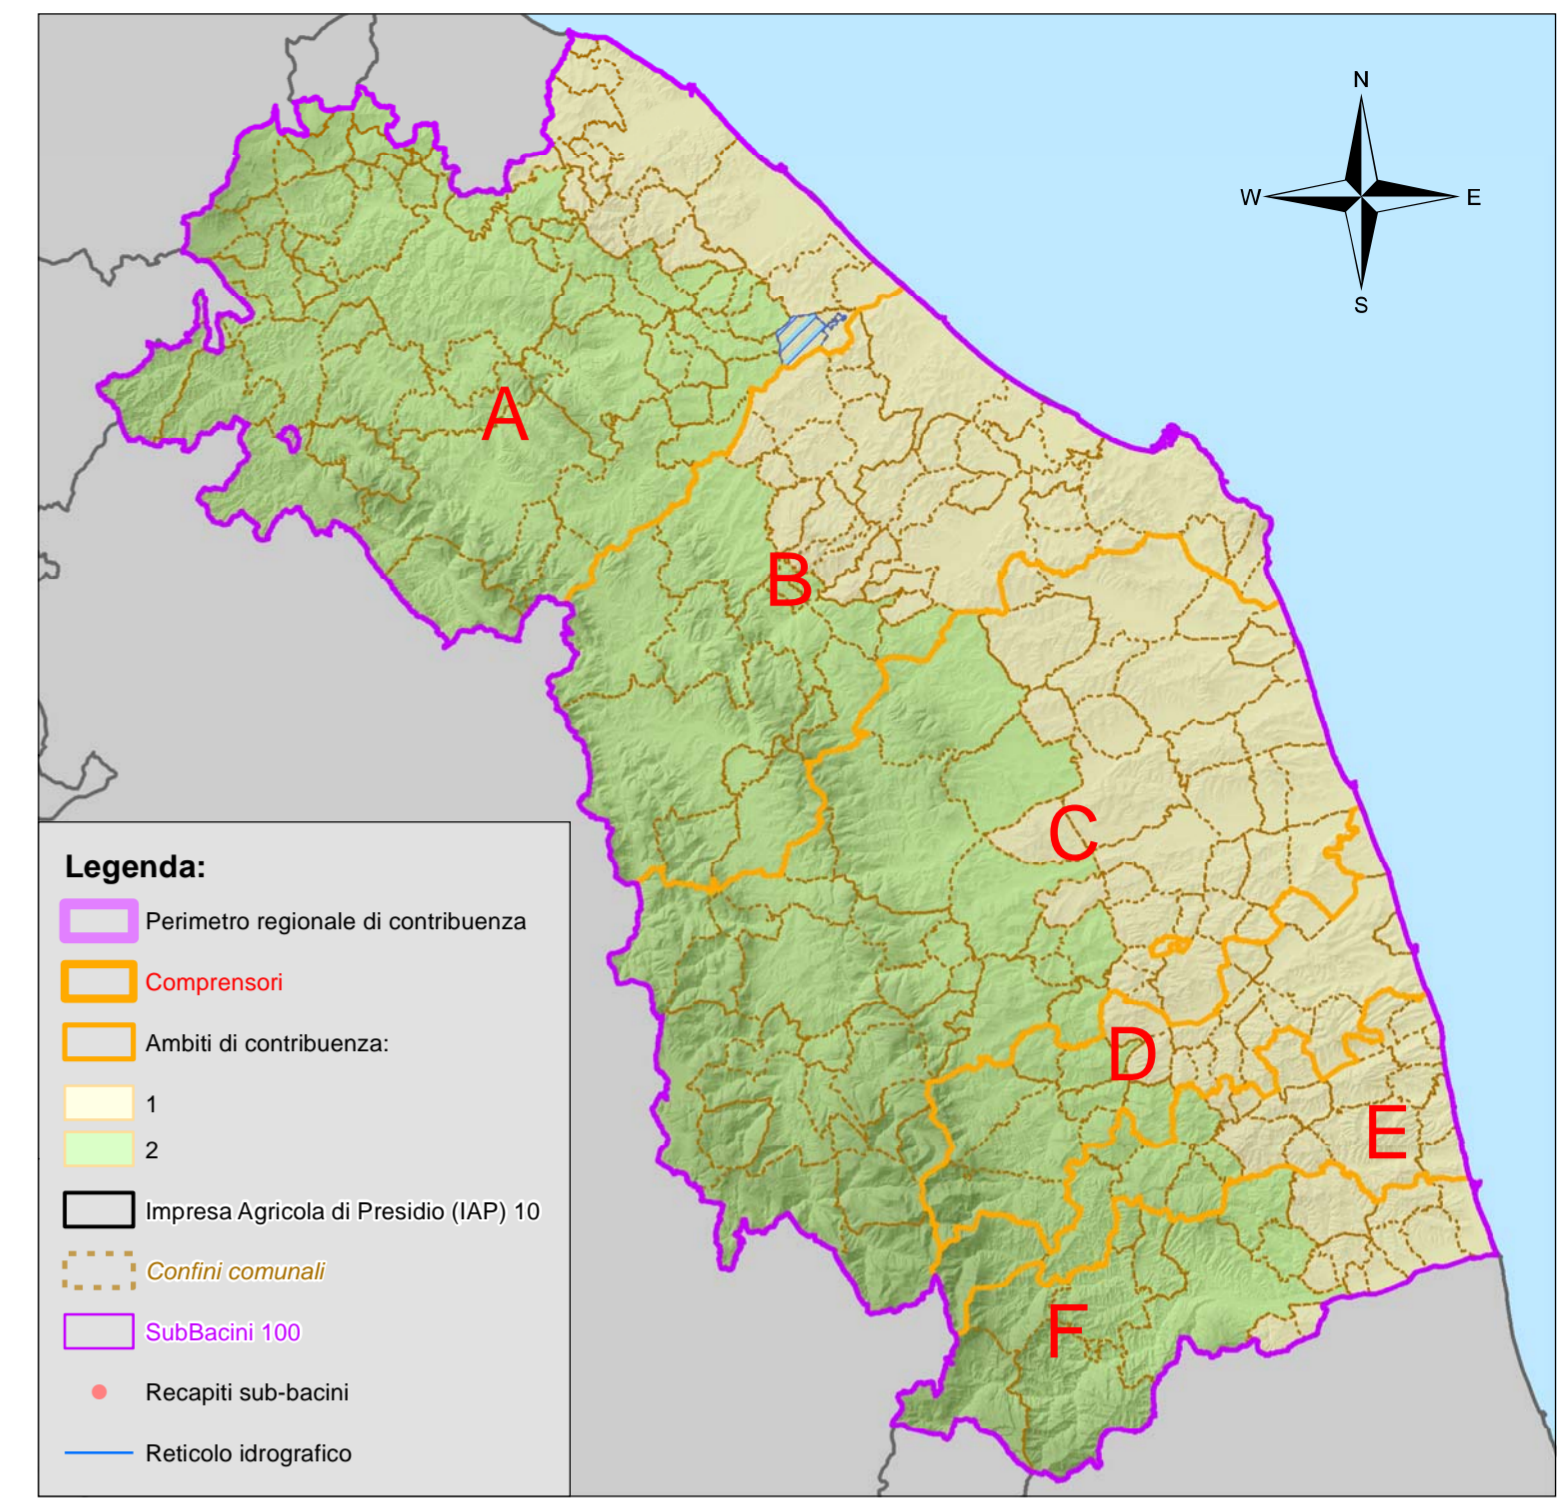 N
W
E
S
A
B
C
D
E
F
Legenda:
Perimetro regionale di contribuenza
Comprensori
Ambiti di contribuenza:
1
2
Impresa Agricola di Presidio (IAP) 10
Confini comunali
SubBacini 100
Recapiti sub-bacini
Reticolo idrografico